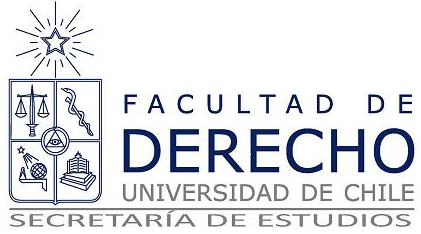 FACULTAD DE
DERECHO
UNIVERSIDAD DE CHILE
SECRETARÍA DE ESTUDIOS